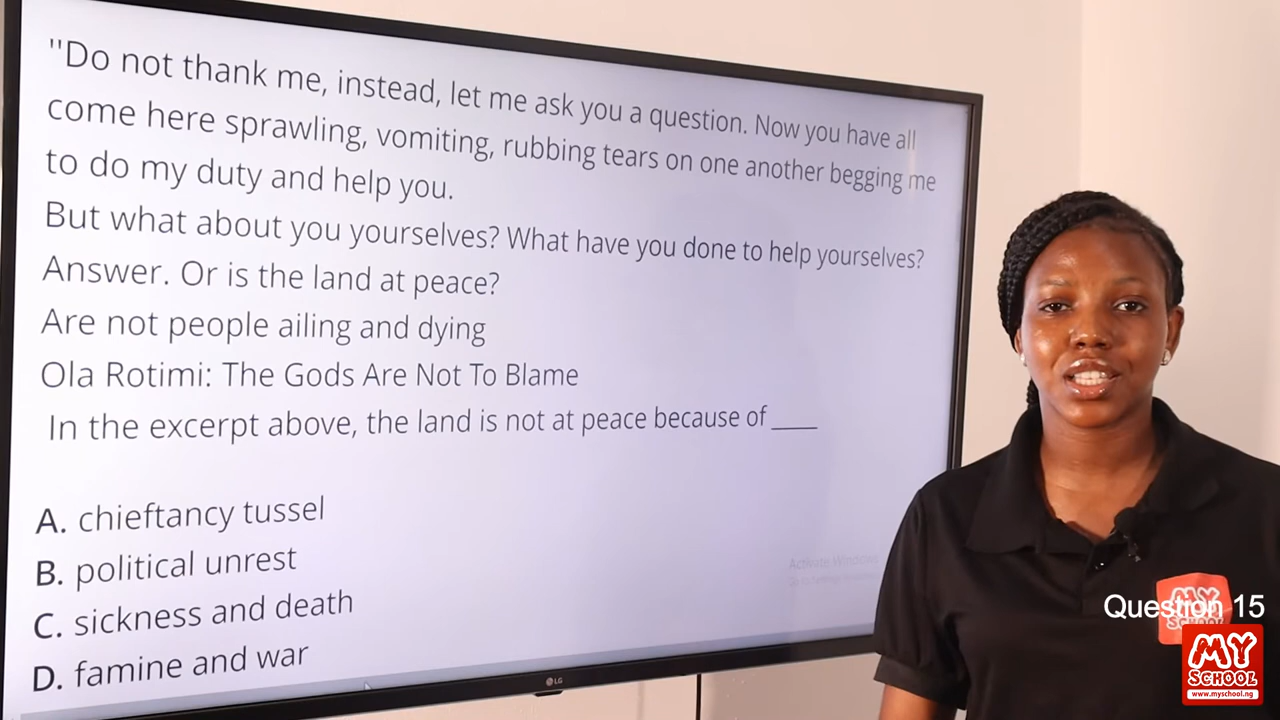 "Do not thank me, instead, let me ask you a question. Now you have all
come here sprawling, vomiting, rubbing tears on one another begging me
to do my duty and help you.
But what about you yourselves? What have you done to help yourselves?
Answer. Or is the land at peace?
Are not people ailing and dying
Ola Rotimi: The Gods Are Not To Blame
In the excerpt above, the land is not at peace because of ____
A. chieftancy tussel
B. political unrest
C. sickness and death
D. famine and war
Activate Windows
LG
MY
SCHOOL
Question 15
MY
SCHOOL
www.myschool.ng